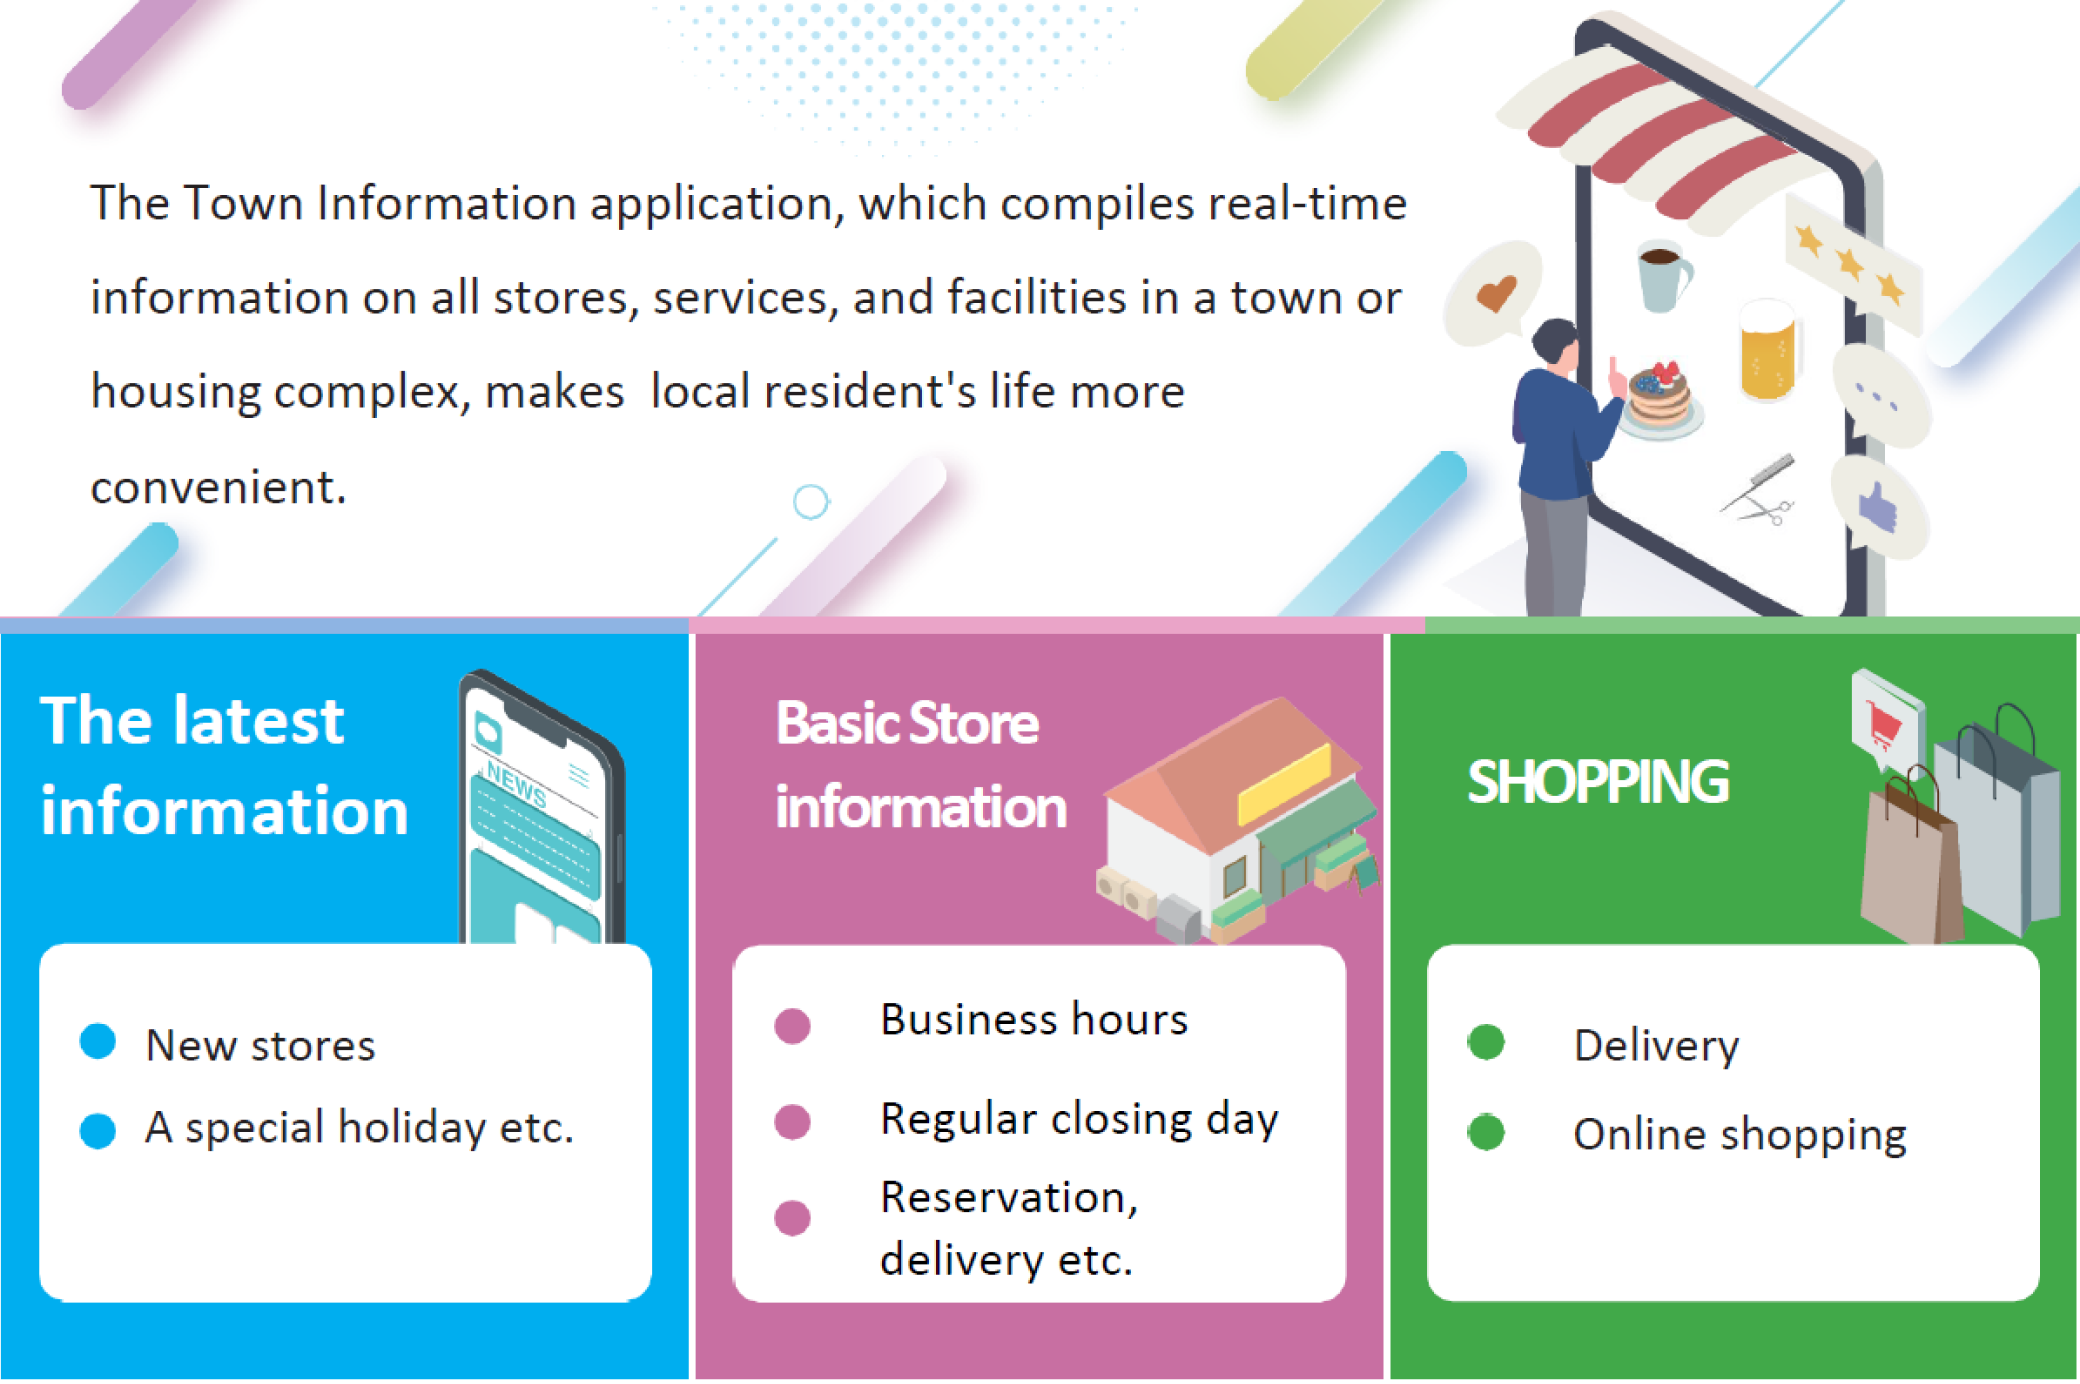 The Town Information application, which compiles real-time
information on all stores, services, and facilities in a town or
housing complex, makes  local resident's life more
convenient.
The latest
information
NEWS
New stores
A special holiday etc.
Basic Store
information
Business hours
Regular closing day
Reservation,
delivery etc.
SHOPPING
Delivery
Online shopping